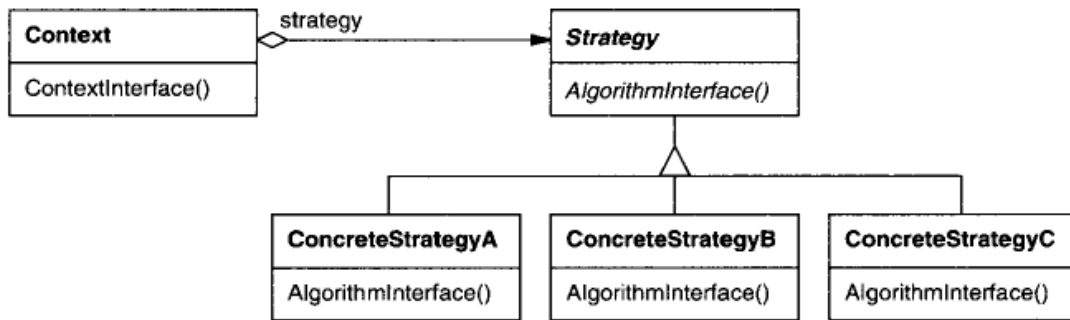 Context
strategy
Strategy
ContextInterface()
AlgorithmInterface()
ConcreteStrategyA
ConcreteStrategyB
ConcreteStrategyC
AlgorithmInterface()
AlgorithmInterface()
AlgorithmInterface()